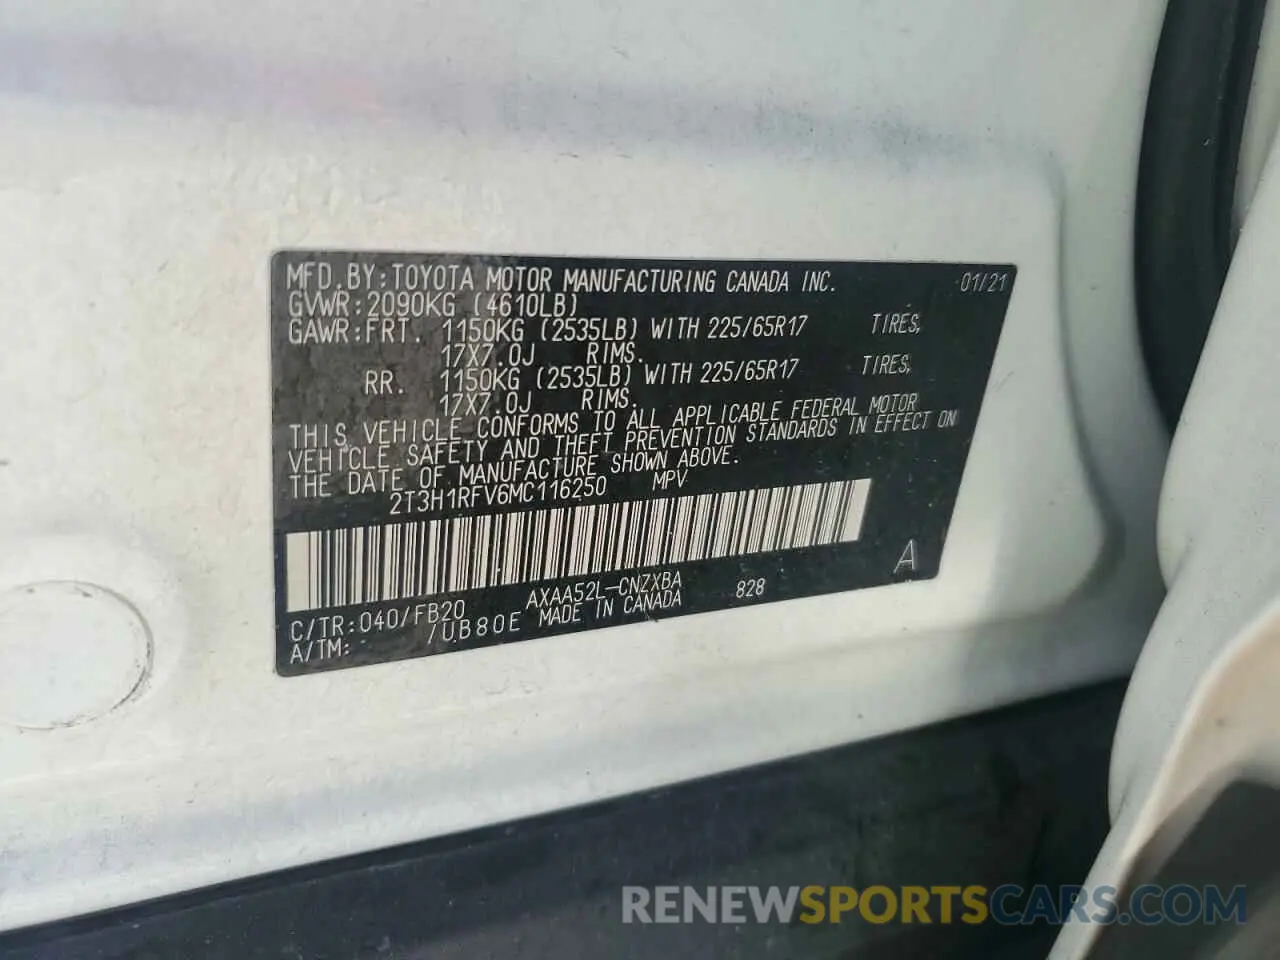 MFD.BY:TOYOTA MOTOR MANUFACTURING CANADA INC. 01/21
GVWR:2090KG (4610LB)
GAWR:FRT. 1150KG (2535LB) WITH 225/65R17 TIRES,
17X7.0J RIMS.
RR. 1150KG (2535LB) WITH 225/65R17 TIRES,
17X7.0J RIMS.
THIS VEHICLE CONFORMS TO ALL APPLICABLE FEDERAL MOTOR
VEHICLE SAFETY AND THEFT PREVENTION STANDARDS IN EFFECT ON
THE DATE OF MANUFACTURE SHOWN ABOVE.
2T3H1RFV6MC116250 MPV
C/TR:040/FB20 AXAA52L-CNZXBA 828 A
A/TM: /UB80E MADE IN CANADA
RENEWSPORTSCARS.COM